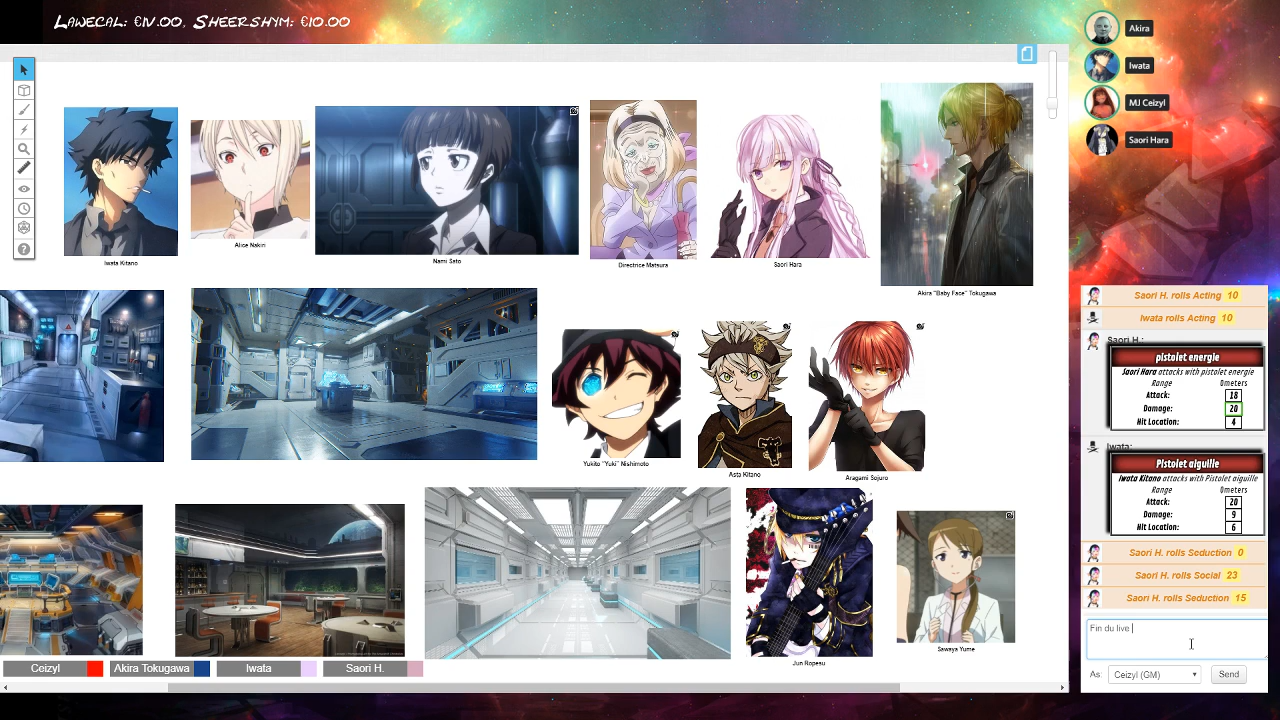 Lawecal: €IV.00, Sheershym: €IO.00
Akira
Iwata
MJ Ceizyl
Saori Hara
Iwata Kitano
Alice Nakiri
Nami Sato
Directrice Matsura
Saori Hara
Akira "Baby Face" Tokugawa
Yukito "Yuki" Nishimoto
Asta Kitano
Aragami Sojuro
Jun Ropesu
Sawaya Yume
Ceizyl
Akira Tokugawa
Iwata
Saori H.
Saori H. rolls Acting 10
Iwata rolls Acting 10
Saori H.:
pistolet energie
Saori Hara attacks with pistolet energie
Range 0meters
Attack: 18
Damage: 20
Hit Location: 4
Iwata:
Pistolet aiguille
Iwata Kitano attacks with Pistolet aiguille
Range 0meters
Attack: 20
Damage: 9
Hit Location: 6
Saori H. rolls Seduction 0
Saori H. rolls Social 23
Saori H. rolls Seduction 15
Fin du live
As: Ceizyl (GM) Send